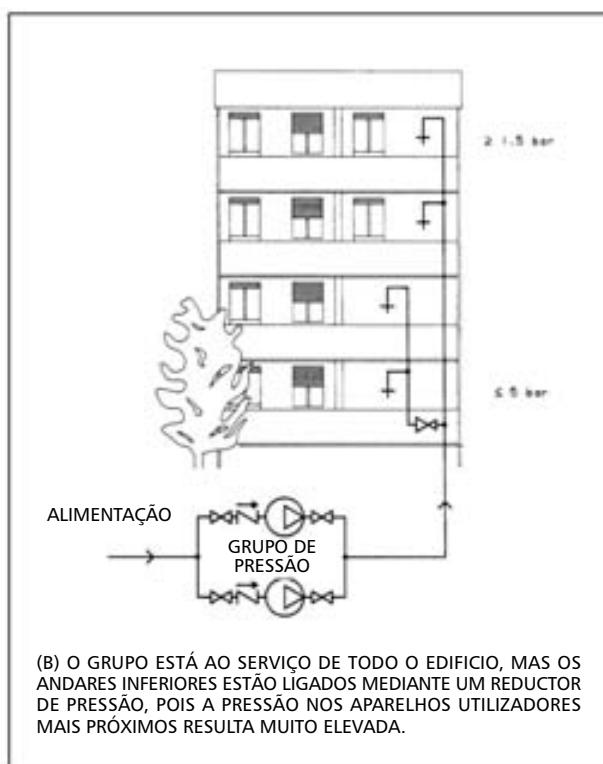 ≥ 1.5 bar
≤ 5 bar
ALIMENTAÇÃO
GRUPO DE
PRESSÃO
(B) O GRUPO ESTÁ AO SERVIÇO DE TODO O EDIFICIO, MAS OS
ANDARES INFERIORES ESTÃO LIGADOS MEDIANTE UM REDUCTOR
DE PRESSÃO, POIS A PRESSÃO NOS APARELHOS UTILIZADORES
MAIS PRÓXIMOS RESULTA MUITO ELEVADA.